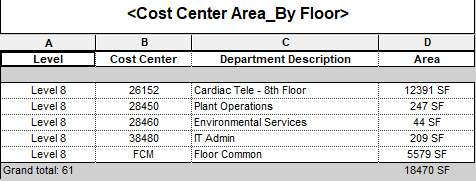 <Cost Center Area_By Floor>
A B C D
Level Cost Center Department Description Area
Level 8 26152 Cardiac Tele - 8th Floor 12391 SF
Level 8 28450 Plant Operations 247 SF
Level 8 28460 Environmental Services 44 SF
Level 8 38480 IT Admin 209 SF
Level 8 FCM Floor Common 5579 SF
Grand total: 61 18470 SF